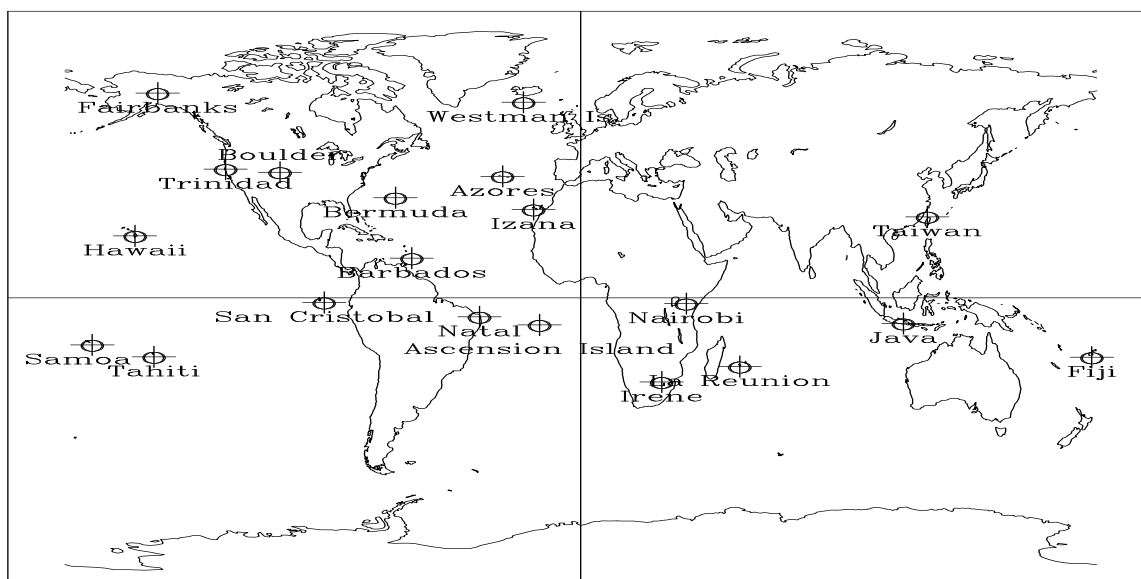 Fairbanks
Westman Is.
Boulder
Trinidad
Azores
Bermuda
Izana
Taiwan
Hawaii
Barbados
San Cristobal
Natal
Nairobi
Java
Ascension Island
Samoa
Tahiti
Fiji
La Reunion
Irene